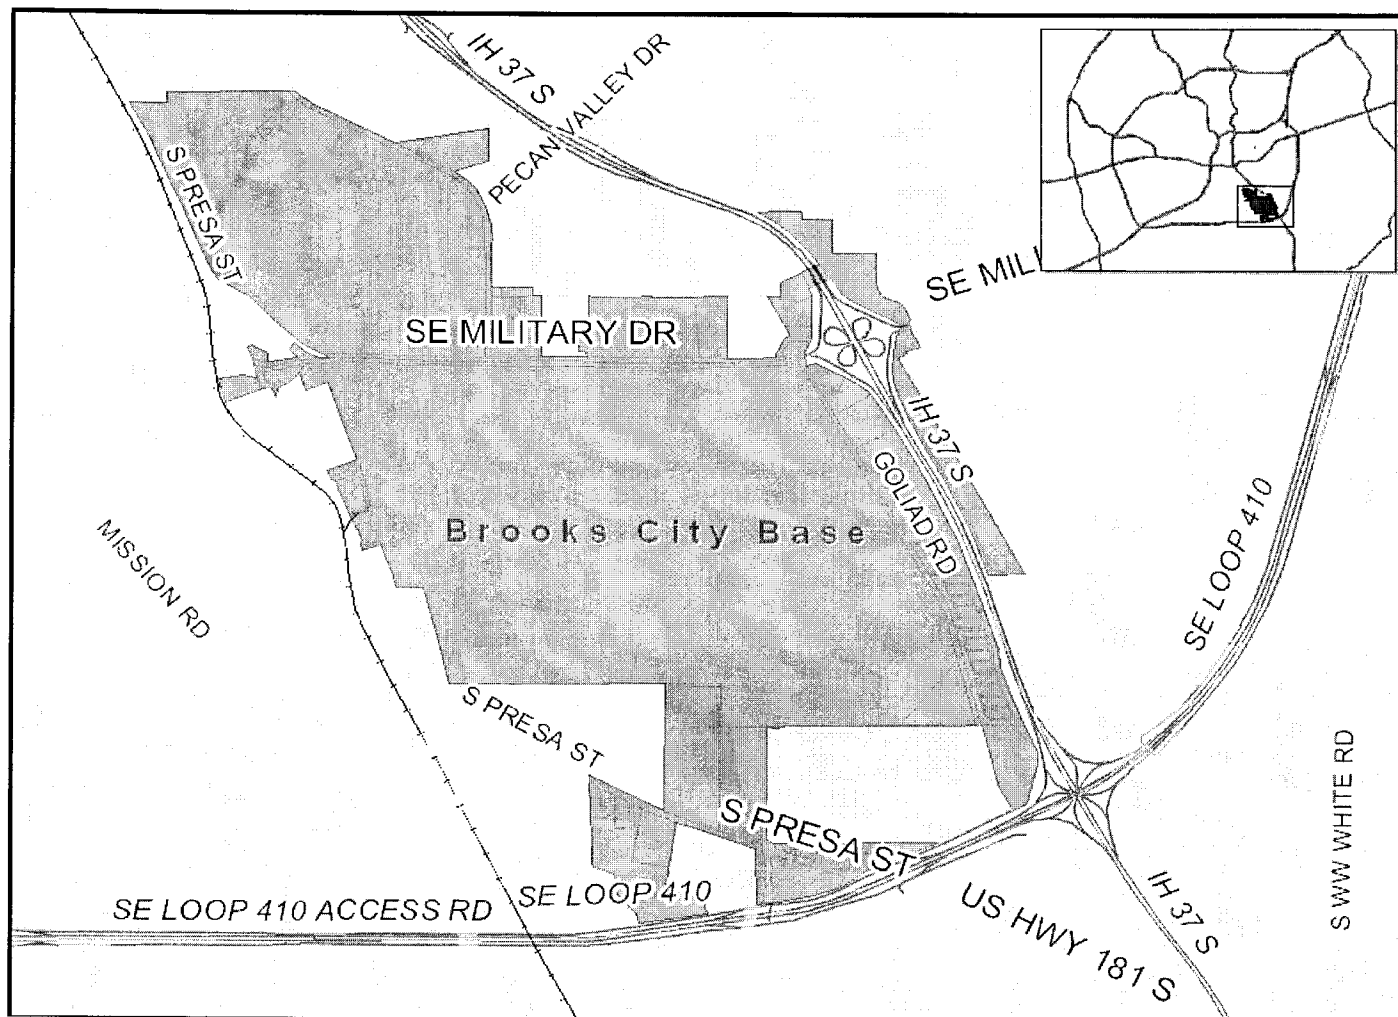 IH 37 S
PECAN VALLEY DR
S PRESA ST
SE MILI
SE MILITARY DR
IH 37 S
GOLIAD RD
Brooks City Base
SE LOOP 410
MISSION RD
S PRESA ST
S PRESA ST
S WW WHITE RD
SE LOOP 410
SE LOOP 410 ACCESS RD
US HWY 181 S
IH 37 S